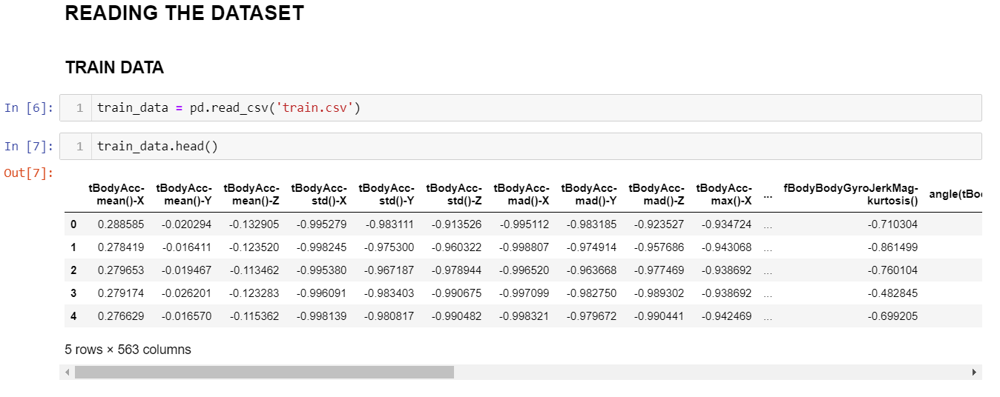 READING THE DATASET
TRAIN DATA
In [6]: 1 train_data = pd.read_csv('train.csv')
In [7]: 1 train_data.head()
Out[7]:
tBodyAcc- tBodyAcc- tBodyAcc- tBodyAcc- tBodyAcc- tBodyAcc- tBodyAcc- tBodyAcc- tBodyAcc- tBodyAcc- ... fBodyBodyGyroJerkMag- angle(tBo
mean()-X mean()-Y mean()-Z std()-X std()-Y std()-Z mad()-X mad()-Y mad()-Z max()-X kurtosis()
0 0.288585 -0.020294 -0.132905 -0.995279 -0.983111 -0.913526 -0.995112 -0.983185 -0.923527 -0.934724 ... -0.710304
1 0.278419 -0.016411 -0.123520 -0.998245 -0.975300 -0.960322 -0.998807 -0.974914 -0.957686 -0.943068 ... -0.861499
2 0.279653 -0.019467 -0.113462 -0.995380 -0.967187 -0.978944 -0.996520 -0.963668 -0.977469 -0.938692 ... -0.760104
3 0.279174 -0.026201 -0.123283 -0.996091 -0.983403 -0.990675 -0.997099 -0.982750 -0.989302 -0.938692 ... -0.482845
4 0.276629 -0.016570 -0.115362 -0.998139 -0.980817 -0.990482 -0.998321 -0.979672 -0.990441 -0.942469 ... -0.699205
5 rows × 563 columns